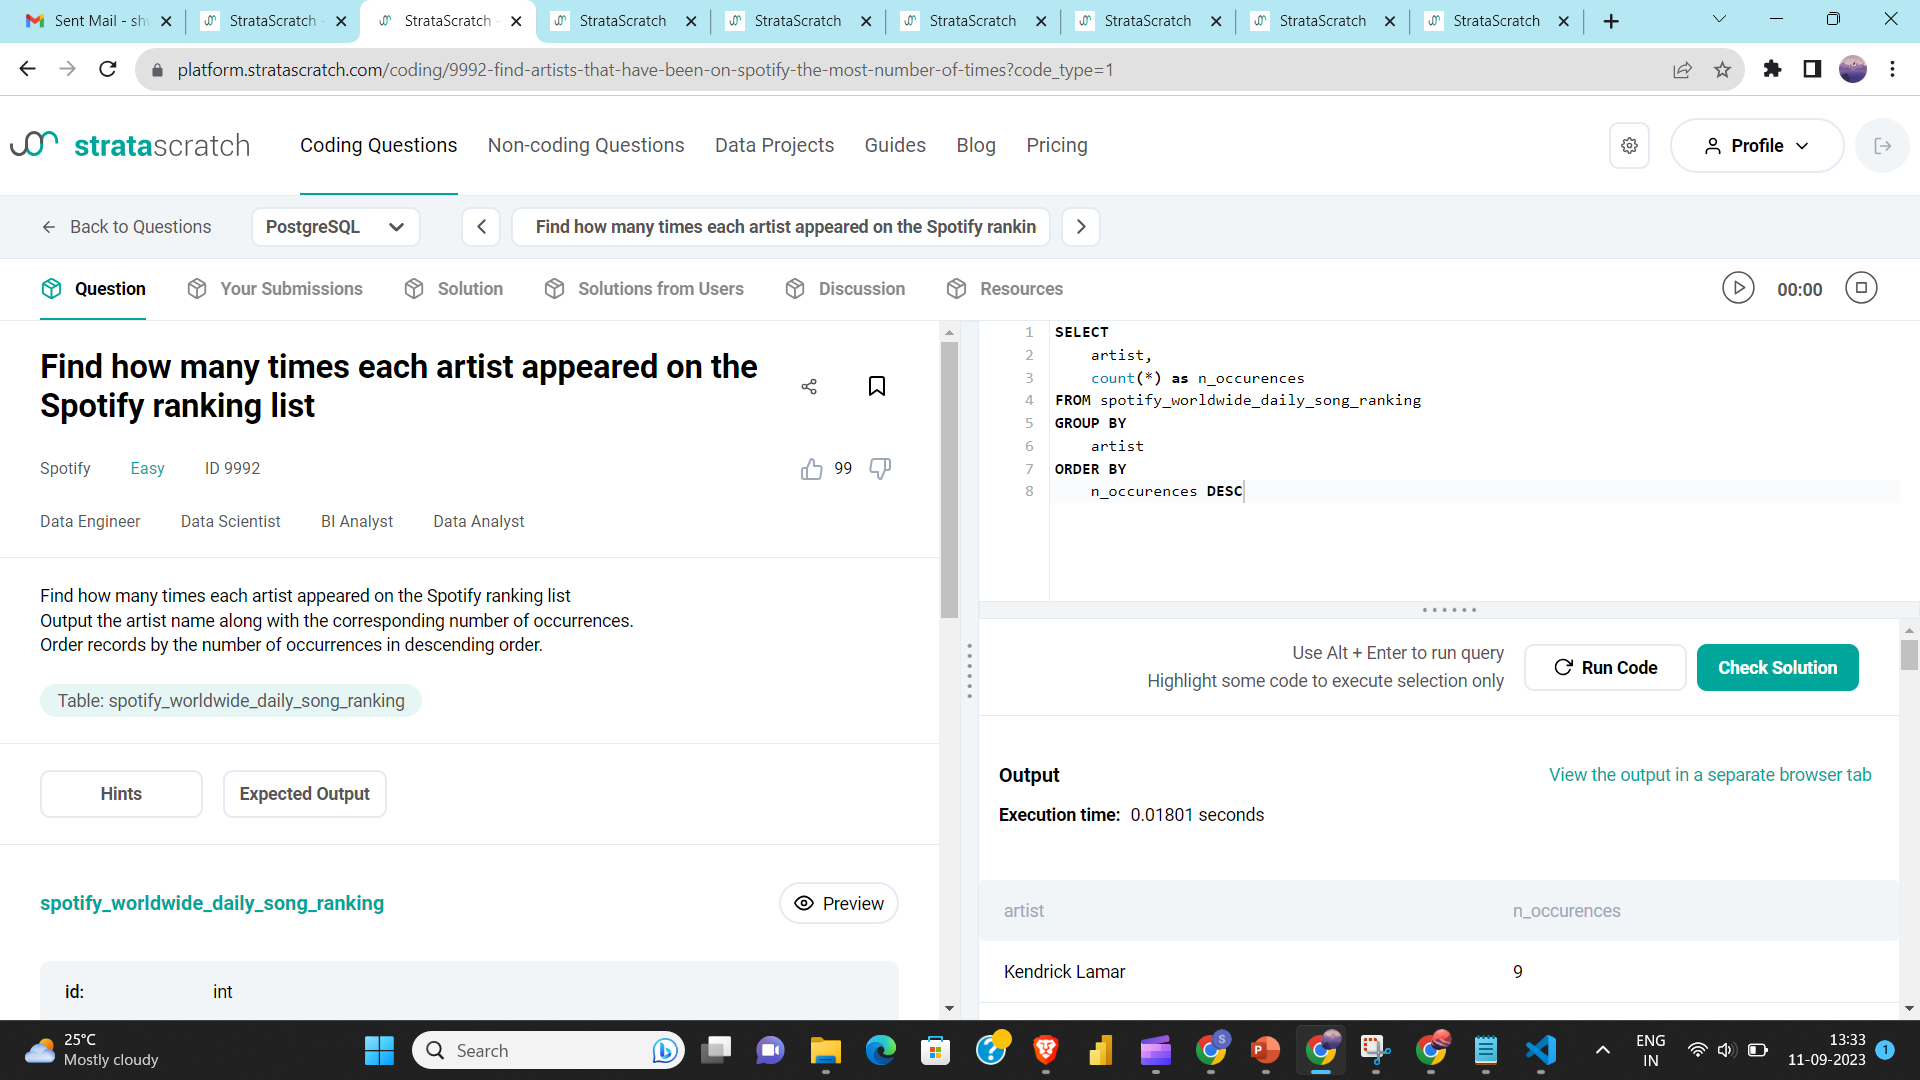 Sent Mail - sh
StrataScratch -
StrataScratch -
StrataScratch
StrataScratch
StrataScratch
StrataScratch
StrataScratch
StrataScratch
platform.stratascratch.com/coding/9992-find-artists-that-have-been-on-spotify-the-most-number-of-times?code_type=1
stratascratch
Coding Questions
Non-coding Questions
Data Projects
Guides
Blog
Pricing
Profile
Back to Questions
PostgreSQL
Find how many times each artist appeared on the Spotify rankin
Question
Your Submissions
Solution
Solutions from Users
Discussion
Resources
00:00
Find how many times each artist appeared on the
Spotify ranking list
Spotify
Easy
ID 9992
99
Data Engineer
Data Scientist
BI Analyst
Data Analyst
Find how many times each artist appeared on the Spotify ranking list
Output the artist name along with the corresponding number of occurrences.
Order records by the number of occurrences in descending order.
Table: spotify_worldwide_daily_song_ranking
Hints
Expected Output
spotify_worldwide_daily_song_ranking
Preview
id:
int
1 SELECT
2 artist,
3 count(*) as n_occurences
4 FROM spotify_worldwide_daily_song_ranking
5 GROUP BY
6 artist
7 ORDER BY
8 n_occurences DESC
Use Alt + Enter to run query
Highlight some code to execute selection only
Run Code
Check Solution
Output
View the output in a separate browser tab
Execution time: 0.01801 seconds
artist
n_occurences
Kendrick Lamar
9
25°C
Mostly cloudy
Search
ENG
IN
13:33
11-09-2023
1